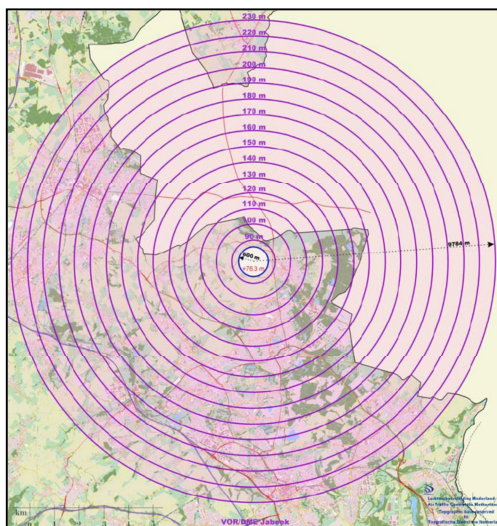 230 m
220 m
210 m
200 m
190 m
180 m
170 m
160 m
150 m
140 m
130 m
120 m
110 m
100 m
90 m
9784 m
600 m
+76.3 m
km
VOR/DME Jabeek
Luchtverkeersleiding Nederland
Air Traffic Control the Netherlands